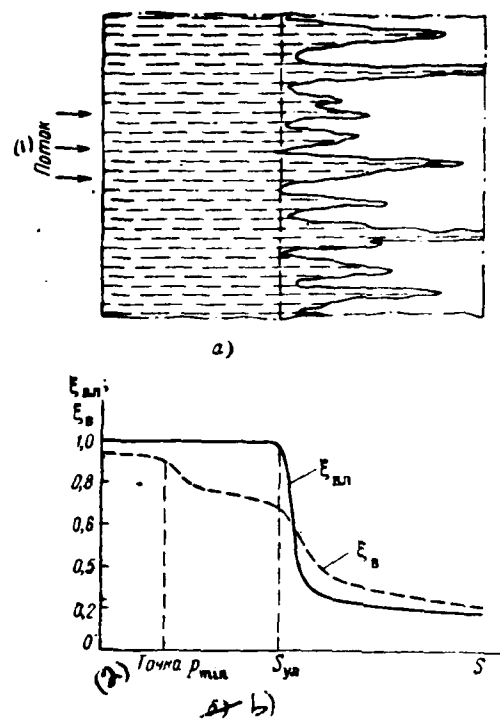 (1) Поток
а)
ξвл;
ξв
1,0
0,8
0,6
0,5
0,2
0
ξвл
ξв
(2) Точка pmin
Sул
S
б) b)